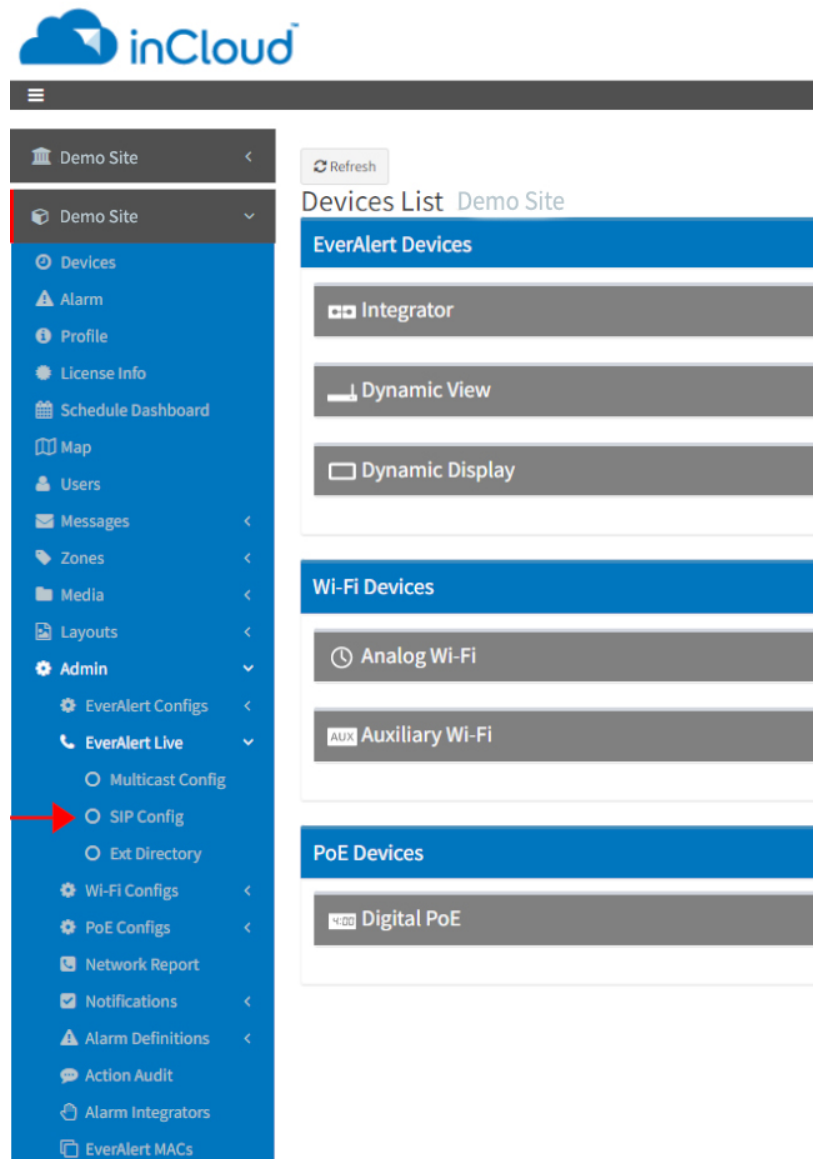 inCloud™
Demo Site
Demo Site
Devices
Alarm
Profile
License Info
Schedule Dashboard
Map
Users
Messages
Zones
Media
Layouts
Admin
EverAlert Configs
EverAlert Live
Multicast Config
SIP Config
Ext Directory
Wi-Fi Configs
PoE Configs
Network Report
Notifications
Alarm Definitions
Action Audit
Alarm Integrators
EverAlert MACs
Refresh
Devices List Demo Site
EverAlert Devices
Integrator
Dynamic View
Dynamic Display
Wi-Fi Devices
Analog Wi-Fi
AUX Auxiliary Wi-Fi
PoE Devices
4:00 Digital PoE